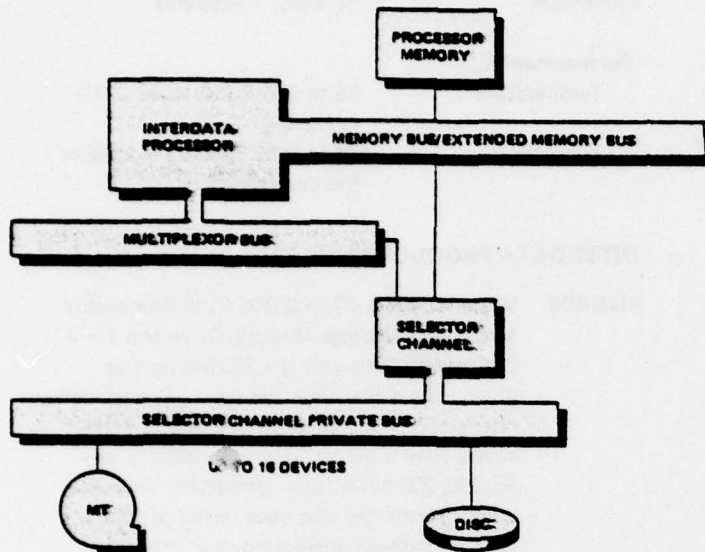 PROCESSOR
MEMORY
INTERDATA
PROCESSOR
MEMORY BUS/EXTENDED MEMORY BUS
MULTIPLEXOR BUS
SELECTOR
CHANNEL
SELECTOR CHANNEL PRIVATE BUS
UP TO 16 DEVICES
MT
DISC